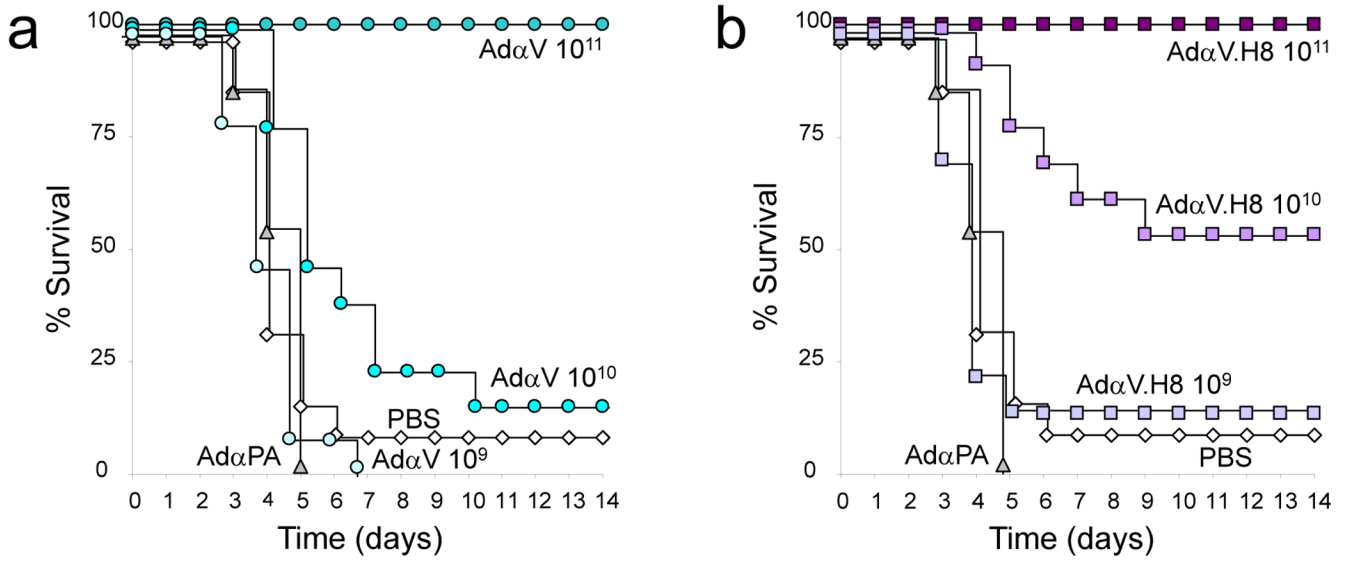 a
100
75
50
25
0
% Survival
AdαV 10¹¹
AdαV 10¹⁰
PBS
AdαPA
AdαV 10⁹
0 1 2 3 4 5 6 7 8 9 10 11 12 13 14
Time (days)
b
100
75
50
25
0
% Survival
AdαV.H8 10¹¹
AdαV.H8 10¹⁰
AdαV.H8 10⁹
AdαPA
PBS
0 1 2 3 4 5 6 7 8 9 10 11 12 13 14
Time (days)